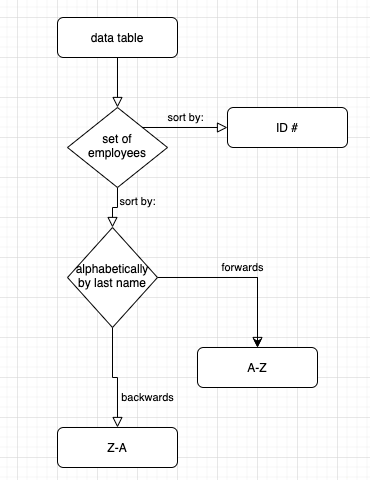 data table
sort by:
ID #
set of
employees
sort by:
alphabetically
by last name
forwards
A-Z
backwards
Z-A